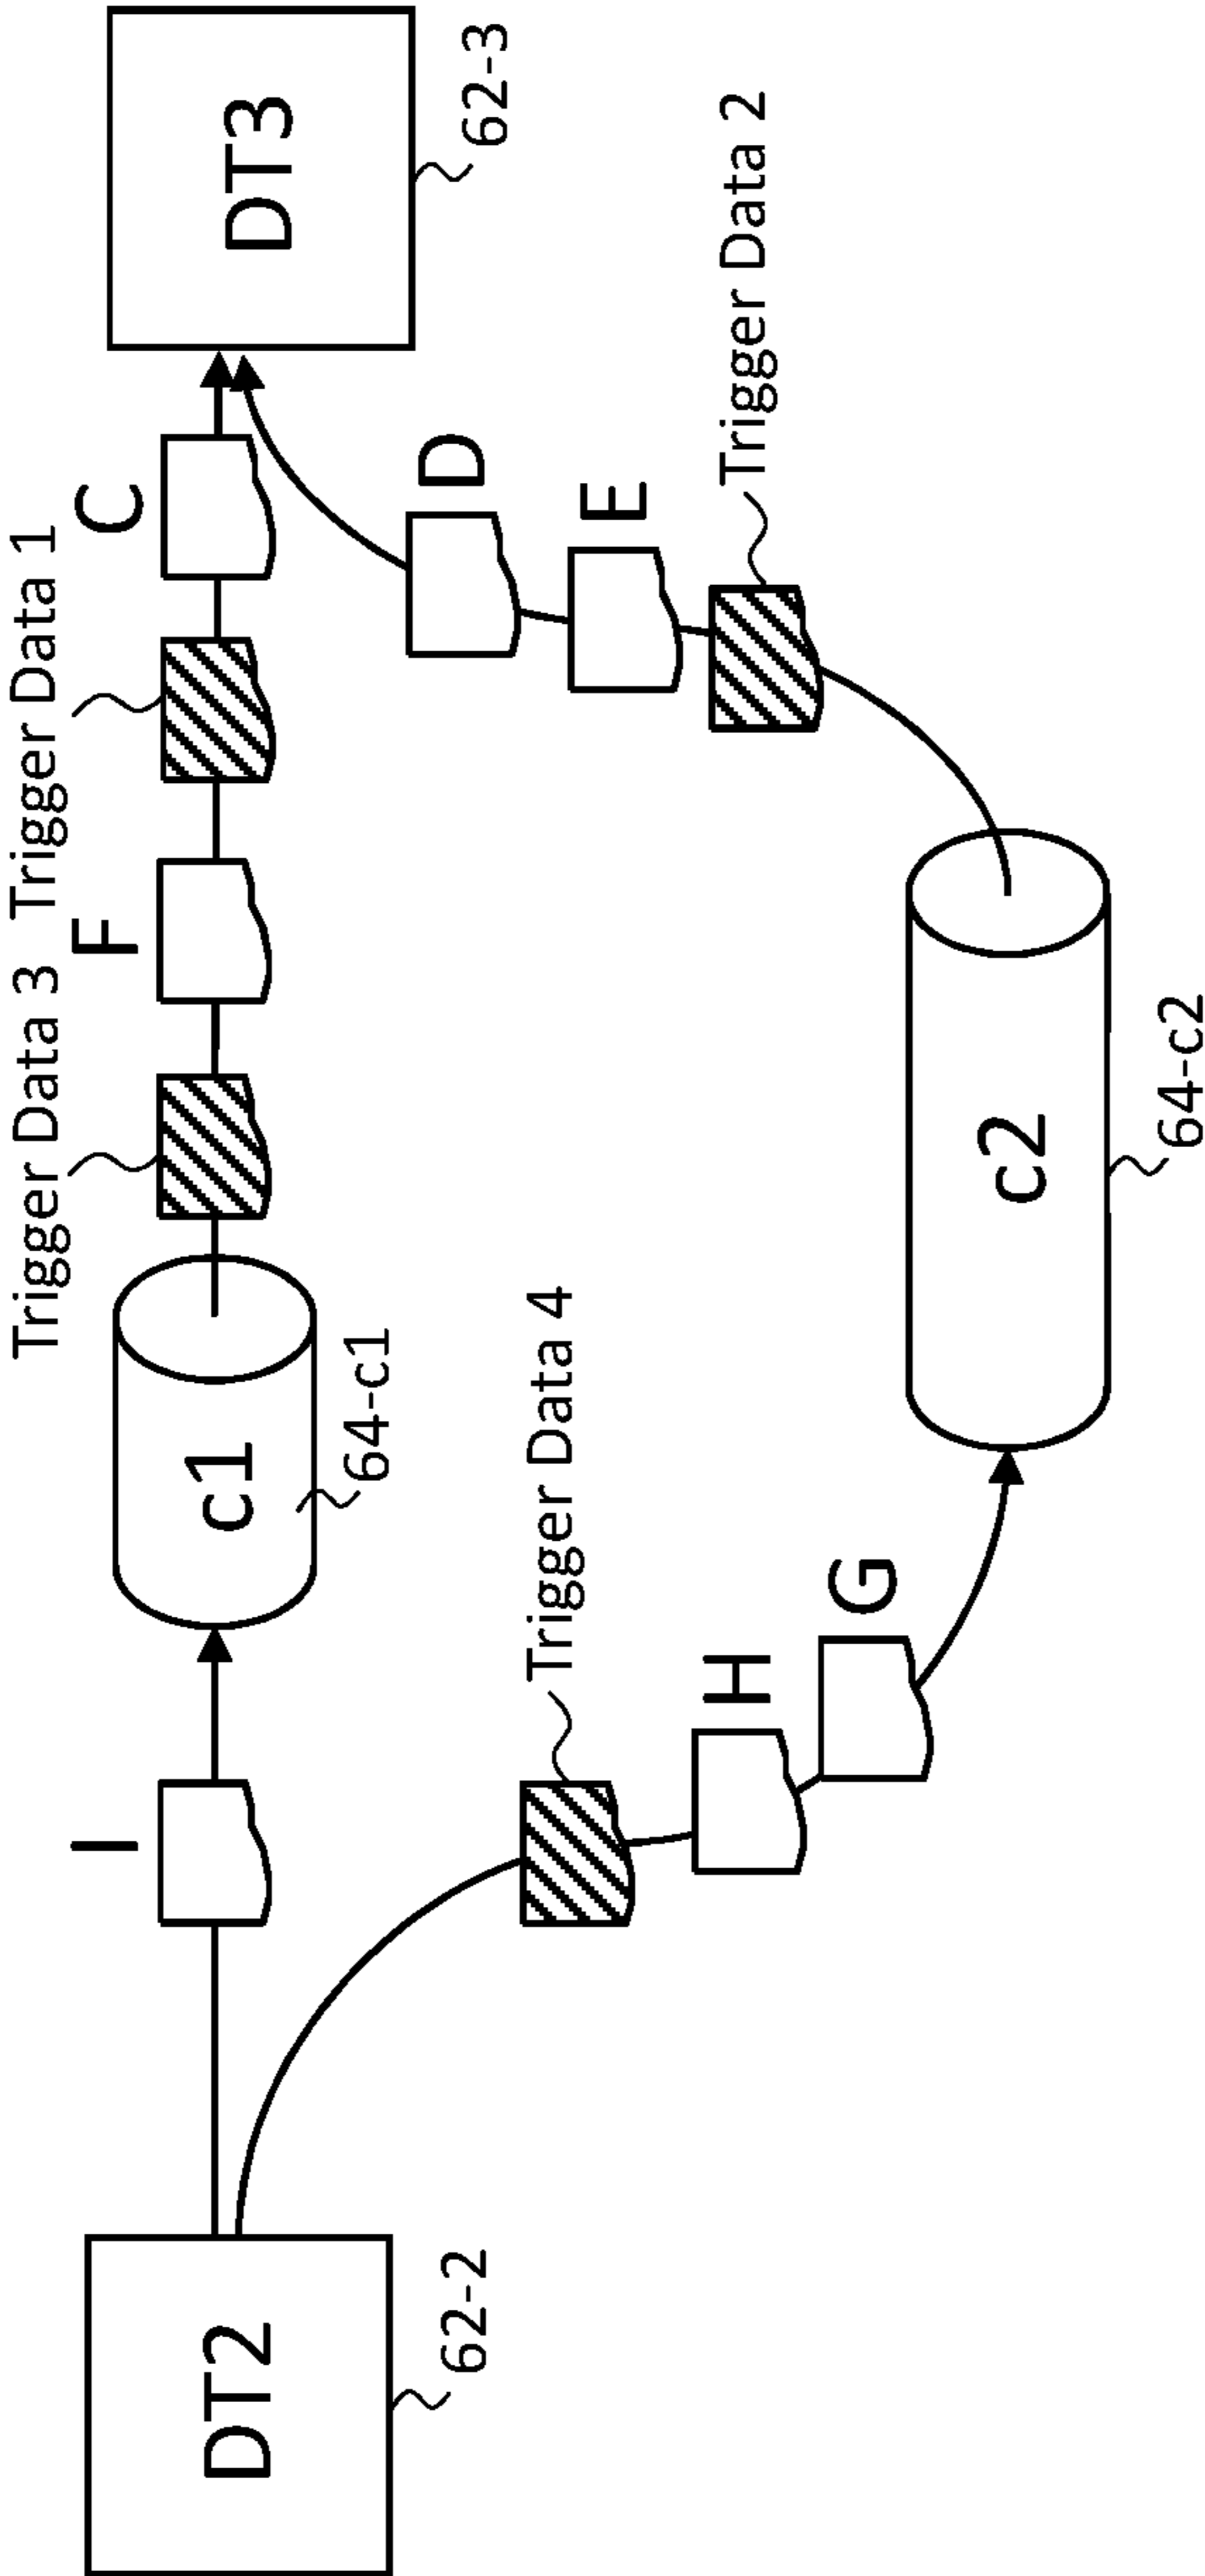 Trigger Data 3
Trigger Data 1
I
F
C
DT2
c1
DT3
62-2
64-c1
62-3
Trigger Data 4
D
H
E
G
Trigger Data 2
c2
64-c2